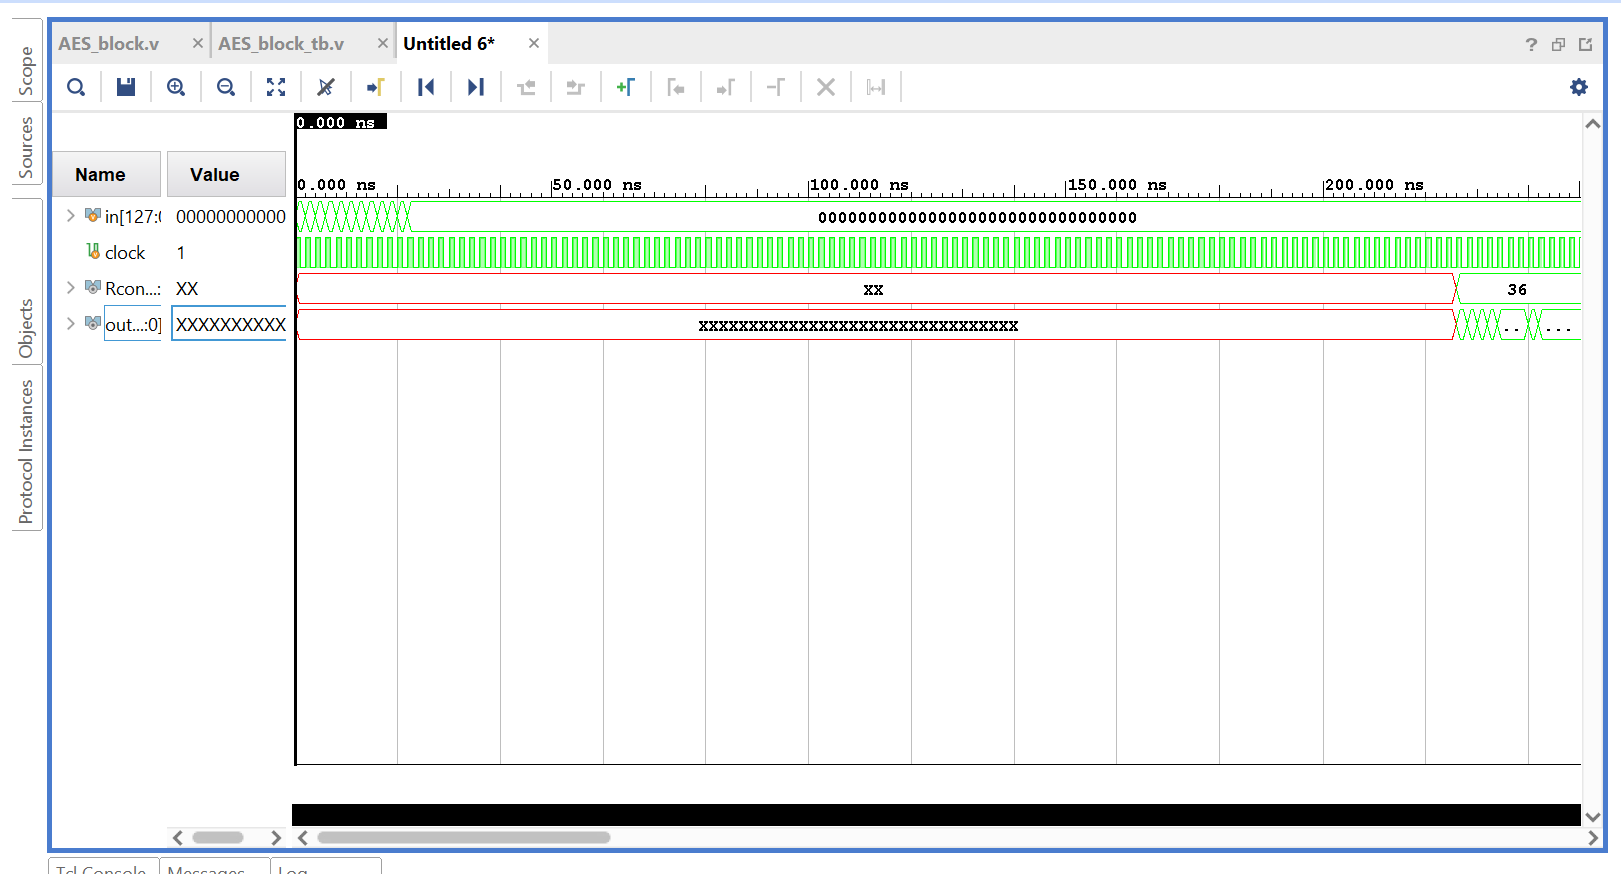 Scope
Sources
Objects
Protocol Instances
AES_block.v × AES_block_tb.v × Untitled 6* ×
?
0.000 ns
Name Value
0.000 ns 50.000 ns 100.000 ns 150.000 ns 200.000 ns
in[127:( 00000000000 00000000000000000000000000000000
clock 1
Rcon...: XX XX 36
out...:0] XXXXXXXXXX XXXXXXXXXXXXXXXXXXXXXXXXXXXXXXXX .. ...
Tcl Console Messages Log